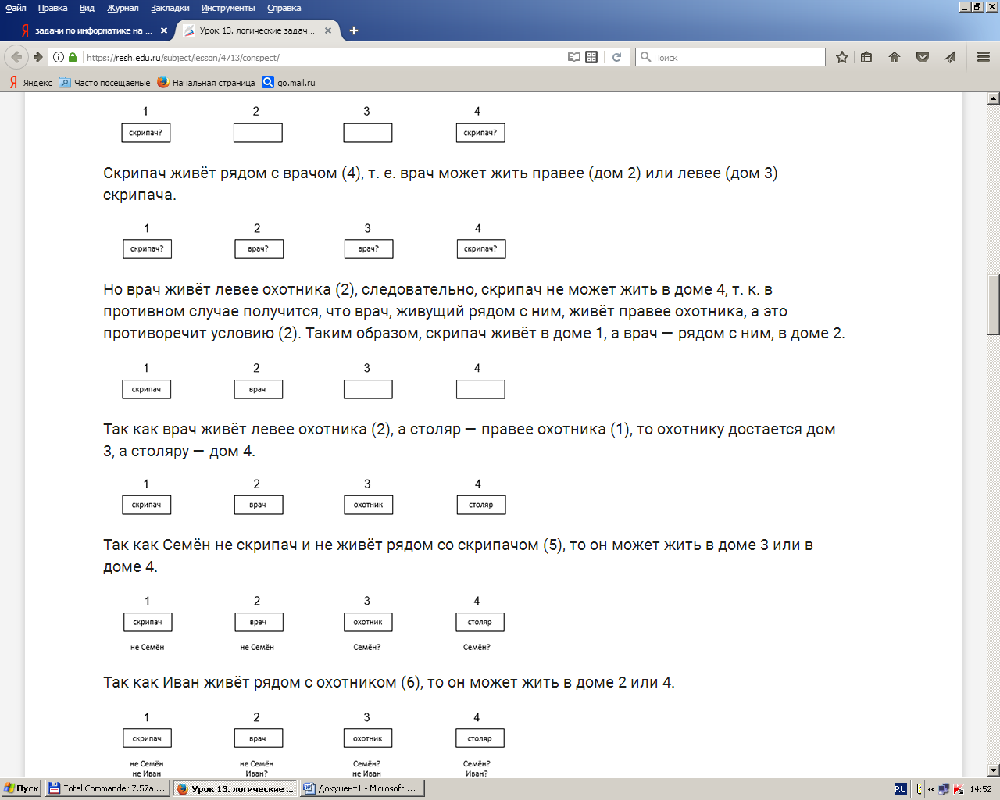 Файл Правка Вид Журнал Закладки Инструменты Справка
задачи по информатике на ... Урок 13. логические задач...
https://resh.edu.ru/subject/lesson/4713/conspect/ Поиск
Яндекс Часто посещаемые Начальная страница go.mail.ru
1 2 3 4
скрипач? скрипач?
Скрипач живёт рядом с врачом (4), т. е. врач может жить правее (дом 2) или левее (дом 3)
скрипача.
1 2 3 4
скрипач? врач? врач? скрипач?
Но врач живёт левее охотника (2), следовательно, скрипач не может жить в доме 4, т. к. в
противном случае получится, что врач, живущий рядом с ним, живёт правее охотника, а это
противоречит условию (2). Таким образом, скрипач живёт в доме 1, а врач — рядом с ним, в доме 2.
1 2 3 4
скрипач врач
Так как врач живёт левее охотника (2), а столяр — правее охотника (1), то охотнику достается дом
3, а столяру — дом 4.
1 2 3 4
скрипач врач охотник столяр
Так как Семён не скрипач и не живёт рядом со скрипачом (5), то он может жить в доме 3 или в
доме 4.
1 2 3 4
скрипач врач охотник столяр
не Семён не Семён Семён? Семён?
Так как Иван живёт рядом с охотником (6), то он может жить в доме 2 или 4.
1 2 3 4
скрипач врач охотник столяр
не Семён не Семён Семён? Семён?
не Иван Иван? не Иван Иван?
Пуск Total Commander 7.57a ... Урок 13. логические ... Документ1 - Microsoft ... RU 14:52